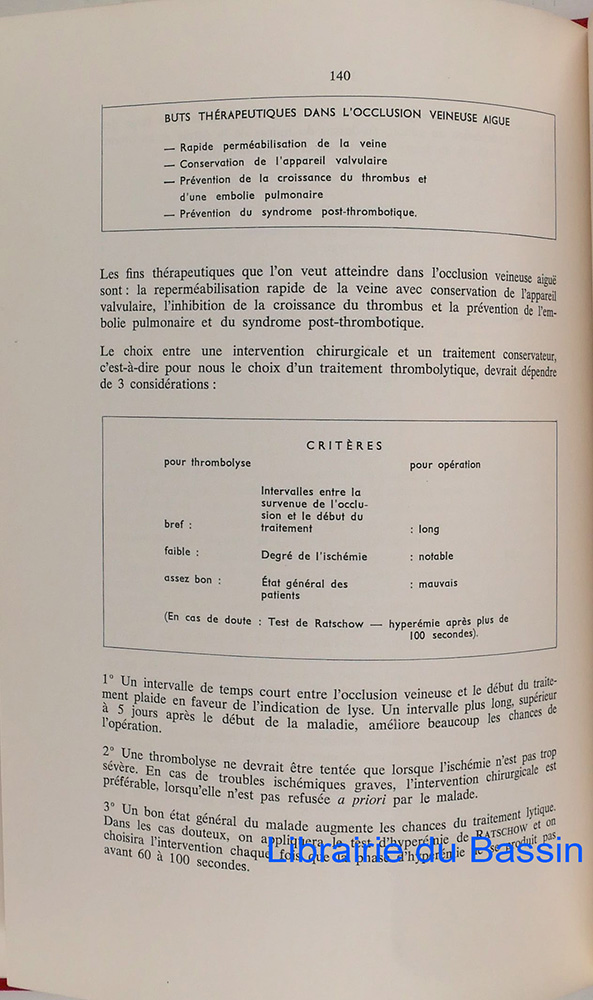 140
BUTS THÉRAPEUTIQUES DANS L'OCCLUSION VEINEUSE AIGUE
— Rapide perméabilisation de la veine
— Conservation de l'appareil valvulaire
— Prévention de la croissance du thrombus et
d'une embolie pulmonaire
— Prévention du syndrome post-thrombotique.
Les fins thérapeutiques que l'on veut atteindre dans l'occlusion veineuse aiguë
sont : la reperméabilisation rapide de la veine avec conservation de l'appareil
valvulaire, l'inhibition de la croissance du thrombus et la prévention de l'em-
bolie pulmonaire et du syndrome post-thrombotique.
Le choix entre une intervention chirurgicale et un traitement conservateur,
c'est-à-dire pour nous le choix d'un traitement thrombolytique, devrait dépendre
de 3 considérations :
CRITÈRES
pour thrombolyse pour opération
Intervalles entre la
survenue de l'occlu-
sion et le début du
bref : traitement : long
faible : Degré de l'ischémie : notable
assez bon : État général des : mauvais
patients
(En cas de doute : Test de Ratschow — hyperémie après plus de
100 secondes).
1° Un intervalle de temps court entre l'occlusion veineuse et le début du traite-
ment plaide en faveur de l'indication de lyse. Un intervalle plus long, supérieur
à 5 jours après le début de la maladie, améliore beaucoup les chances de
l'opération.
2° Une thrombolyse ne devrait être tentée que lorsque l'ischémie n'est pas trop
sévère. En cas de troubles ischémiques graves, l'intervention chirurgicale est
préférable, lorsqu'elle n'est pas refusée a priori par le malade.
3° Un bon état général du malade augmente les chances du traitement lytique.
Dans les cas douteux, on appliquera le test d'hyperémie de RATSCHOW et on
choisira l'intervention chaque fois que la phase d'hyperémie ne se produit pas
avant 60 à 100 secondes.
Librairie du Bassin